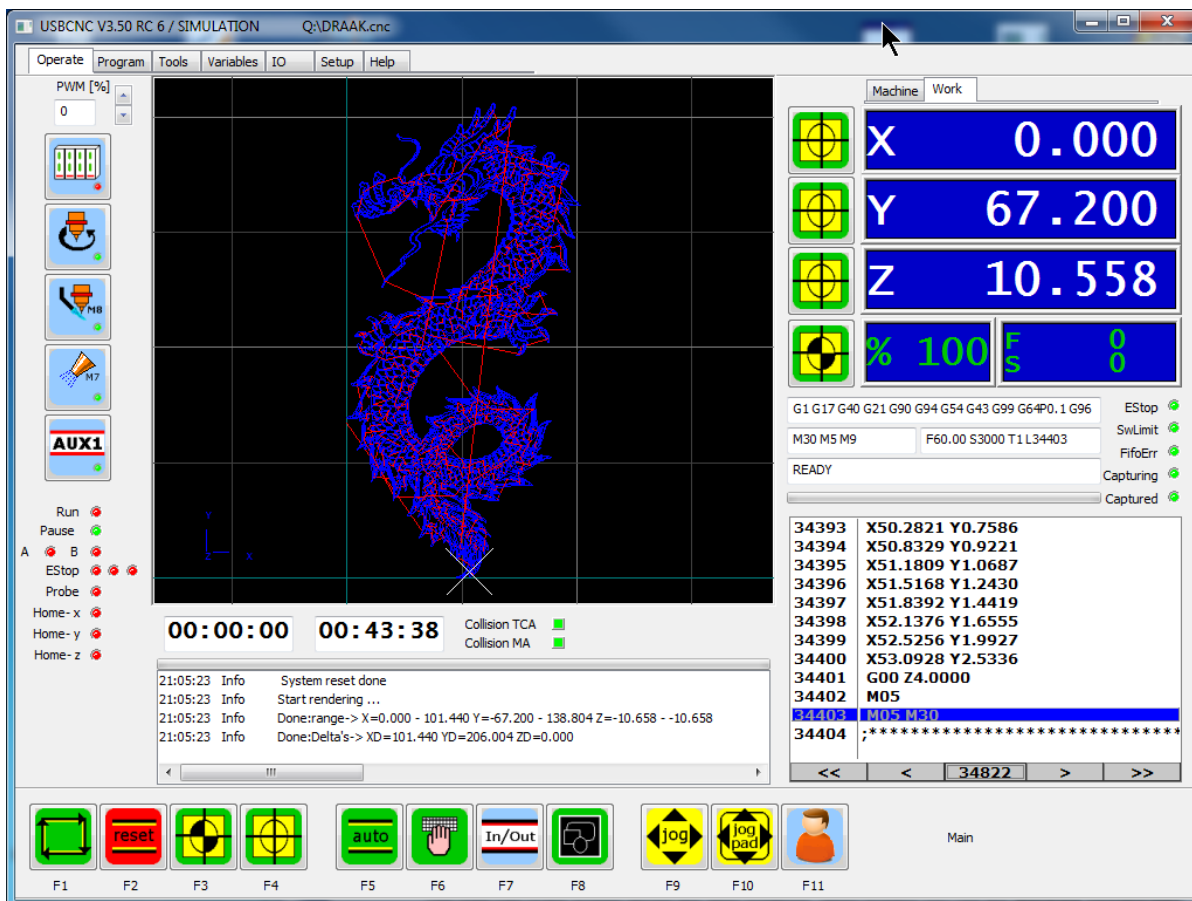 USBCNC V3.50 RC 6 / SIMULATION Q:\DRAAK.cnc
Operate Program Tools Variables IO Setup Help
PWM [%]
0
M8
M7
AUX1
Run
Pause
A B
EStop
Probe
Home- x
Home- y
Home- z
Y
Z X
00:00:00 00:43:38
Collision TCA
Collision MA
21:05:23 Info System reset done
21:05:23 Info Start rendering ...
21:05:23 Info Done:range-> X=0.000 - 101.440 Y=-67.200 - 138.804 Z=-10.658 - -10.658
21:05:23 Info Done:Delta's-> XD=101.440 YD=206.004 ZD=0.000
Machine Work
X 0.000
Y 67.200
Z 10.558
% 100
F 0
S 0
G1 G17 G40 G21 G90 G94 G54 G43 G99 G64P0.1 G96
M30 M5 M9
F60.00 S3000 T1 L34403
READY
EStop
SwLimit
FifoErr
Capturing
Captured
34393 X50.2821 Y0.7586
34394 X50.8329 Y0.9221
34395 X51.1809 Y1.0687
34396 X51.5168 Y1.2430
34397 X51.8392 Y1.4419
34398 X52.1376 Y1.6555
34399 X52.5256 Y1.9927
34400 X53.0928 Y2.5336
34401 G00 Z4.0000
34402 M05
34403 M05 M30
34404 ;******************************
<< < 34822 > >>
reset auto In/Out jog jog pad
Main
F1 F2 F3 F4 F5 F6 F7 F8 F9 F10 F11